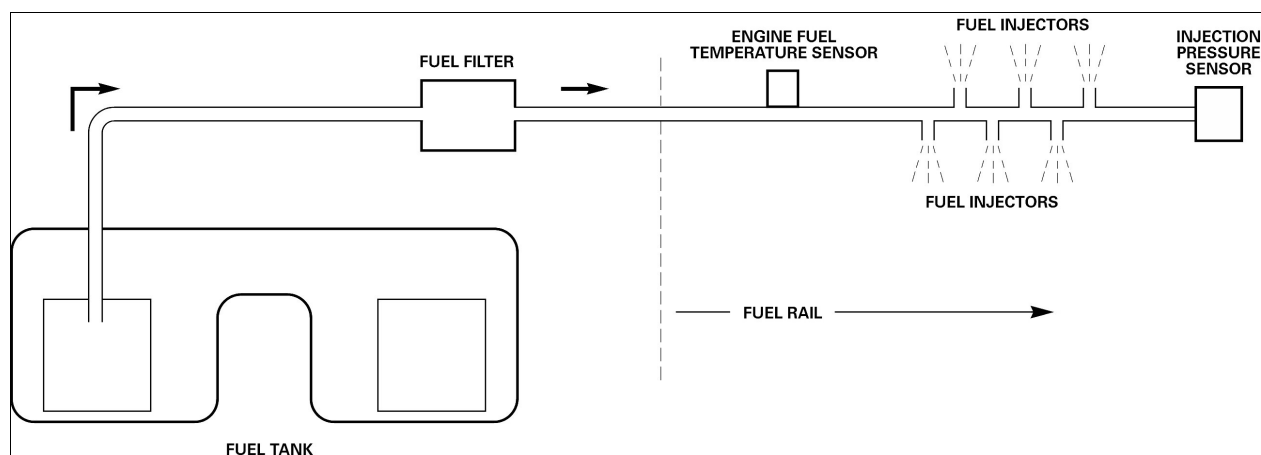 FUEL INJECTORS
ENGINE FUEL
TEMPERATURE SENSOR
INJECTION
PRESSURE
SENSOR
FUEL FILTER
FUEL INJECTORS
FUEL RAIL
FUEL TANK